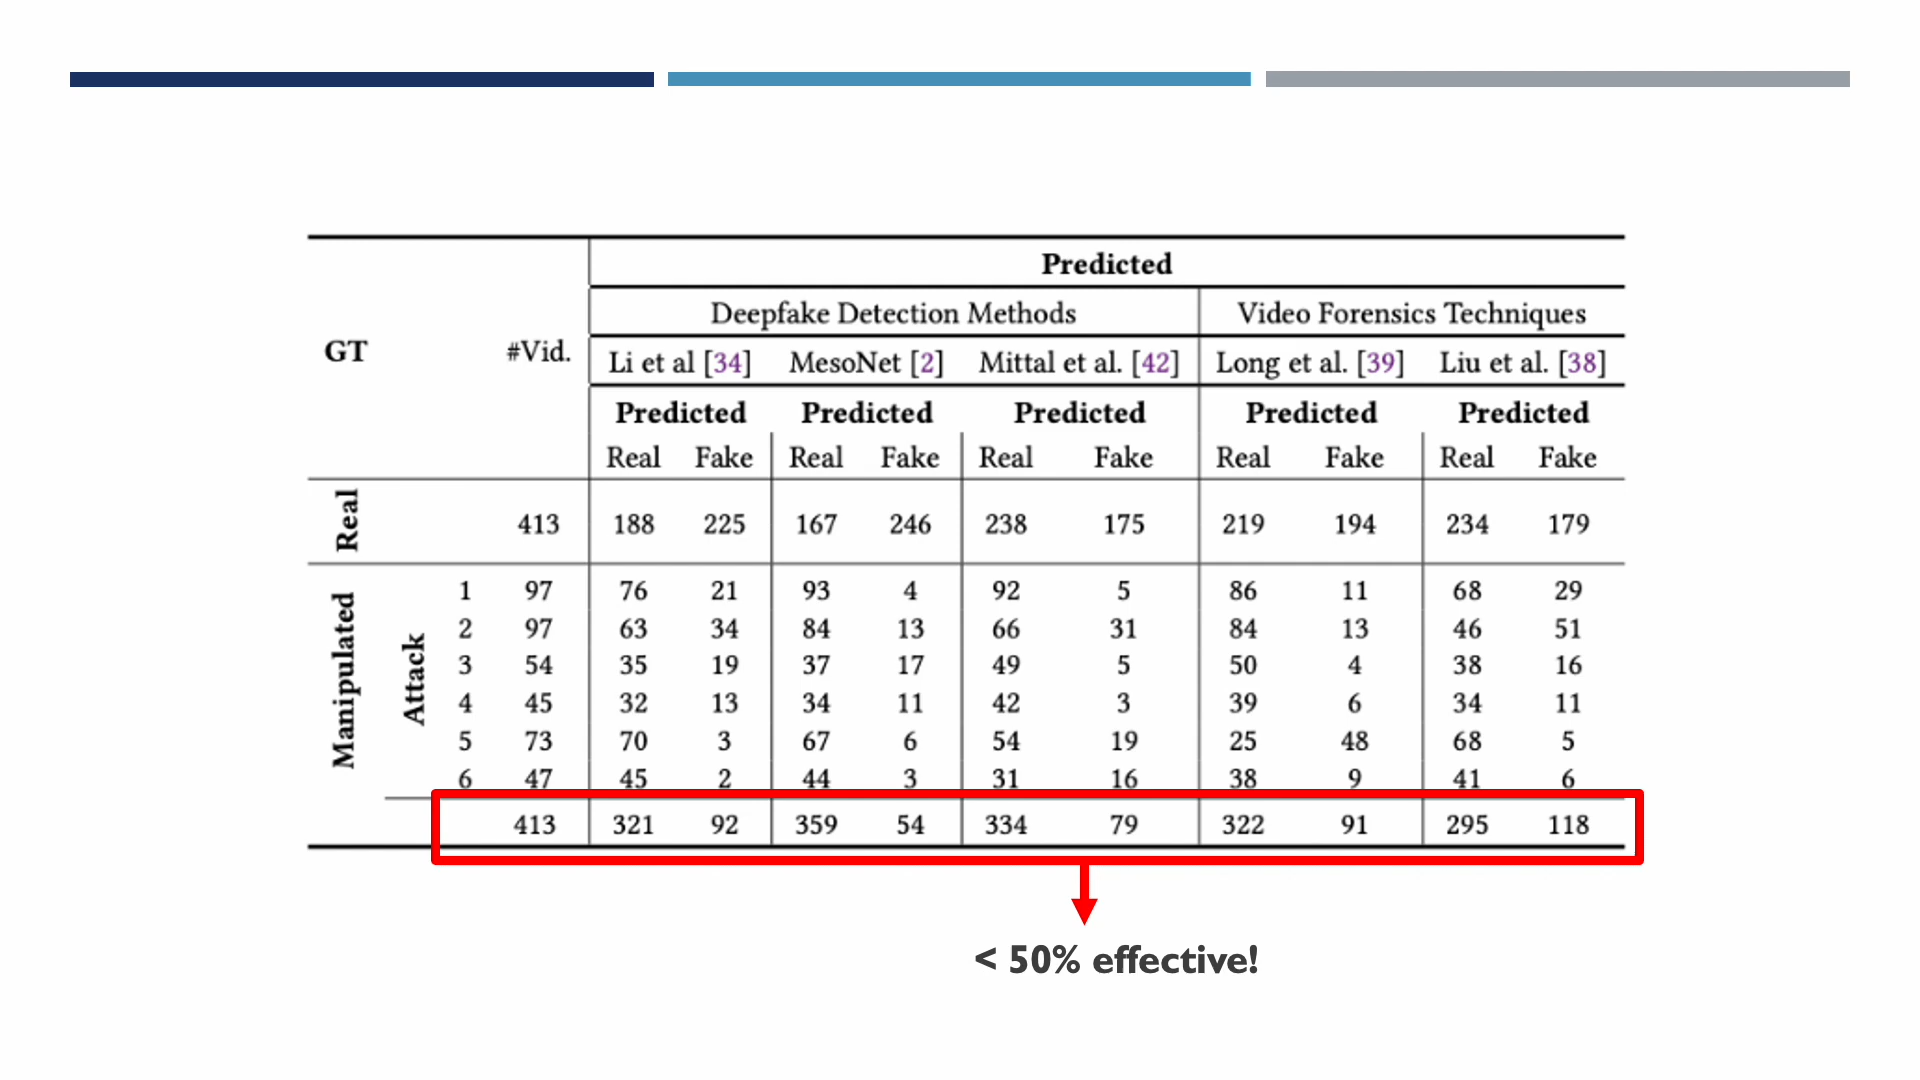 Predicted
Deepfake Detection Methods Video Forensics Techniques
GT #Vid. Li et al [34] MesoNet [2] Mittal et al. [42] Long et al. [39] Liu et al. [38]
Predicted Predicted Predicted Predicted Predicted
Real Fake Real Fake Real Fake Real Fake Real Fake
Real 413 188 225 167 246 238 175 219 194 234 179
Manipulated
Attack
1 97 76 21 93 4 92 5 86 11 68 29
2 97 63 34 84 13 66 31 84 13 46 51
3 54 35 19 37 17 49 5 50 4 38 16
4 45 32 13 34 11 42 3 39 6 34 11
5 73 70 3 67 6 54 19 25 48 68 5
6 47 45 2 44 3 31 16 38 9 41 6
413 321 92 359 54 334 79 322 91 295 118
< 50% effective!